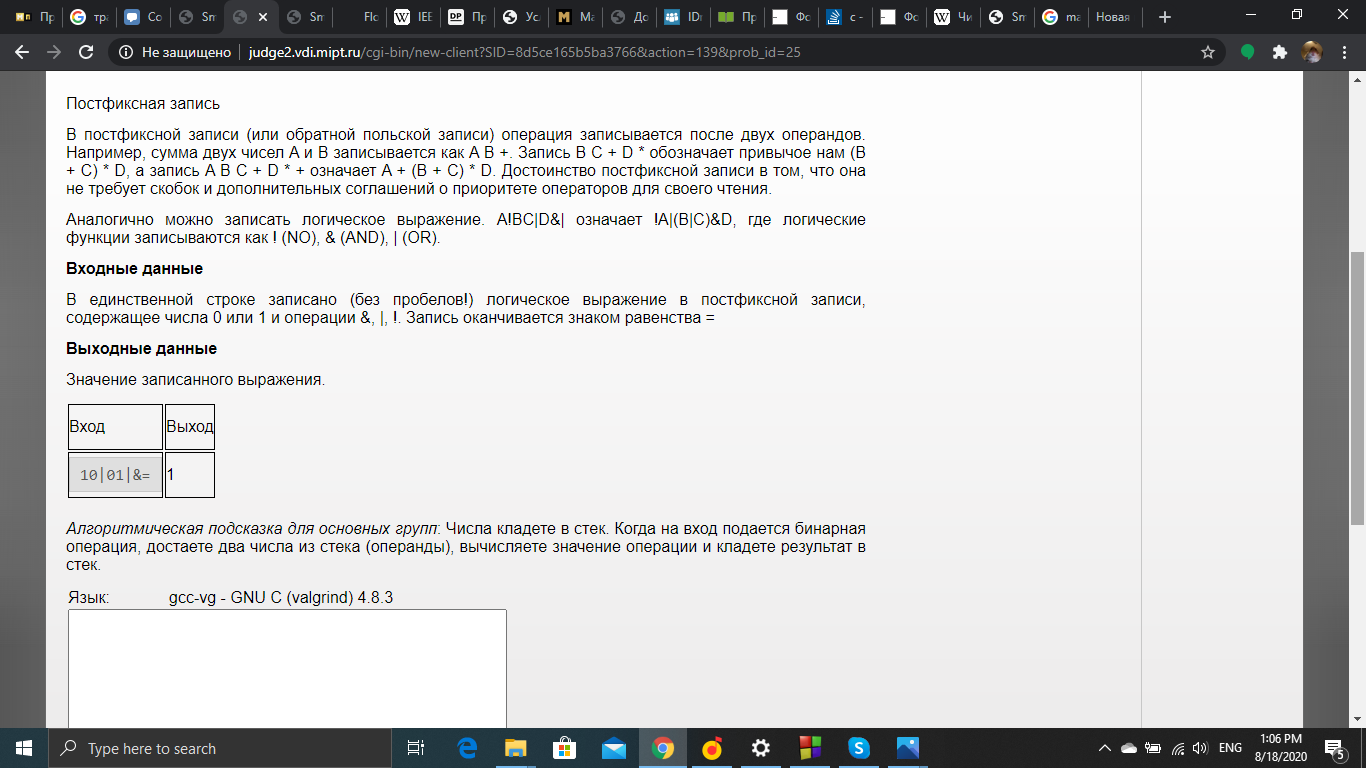 Пр
тра
Со
Sm
Sm
Flo
IEE
Пр
Усл
Ма
До
IDI
Пр
Фо
с -
Фо
Чи
Sm
ma
Новая
Не защищено
judge2.vdi.mipt.ru/cgi-bin/new-client?SID=8d5ce165b5ba3766&action=139&prob_id=25
Постфиксная запись
В постфиксной записи (или обратной польской записи) операция записывается после двух операндов.
Например, сумма двух чисел A и B записывается как A B +. Запись B C + D * обозначает привычое нам (B
+ C) * D, а запись A B C + D * + означает A + (B + C) * D. Достоинство постфиксной записи в том, что она
не требует скобок и дополнительных соглашений о приоритете операторов для своего чтения.
Аналогично можно записать логическое выражение. A!BC|D&| означает !A|(B|C)&D, где логические
функции записываются как ! (NO), & (AND), | (OR).
Входные данные
В единственной строке записано (без пробелов!) логическое выражение в постфиксной записи,
содержащее числа 0 или 1 и операции &, |, !. Запись оканчивается знаком равенства =
Выходные данные
Значение записанного выражения.
Вход Выход
10|01|&= 1
Алгоритмическая подсказка для основных групп: Числа кладете в стек. Когда на вход подается бинарная
операция, достаете два числа из стека (операнды), вычисляете значение операции и кладете результат в
стек.
Язык: gcc-vg - GNU C (valgrind) 4.8.3
Type here to search
ENG
1:06 PM
8/18/2020
5